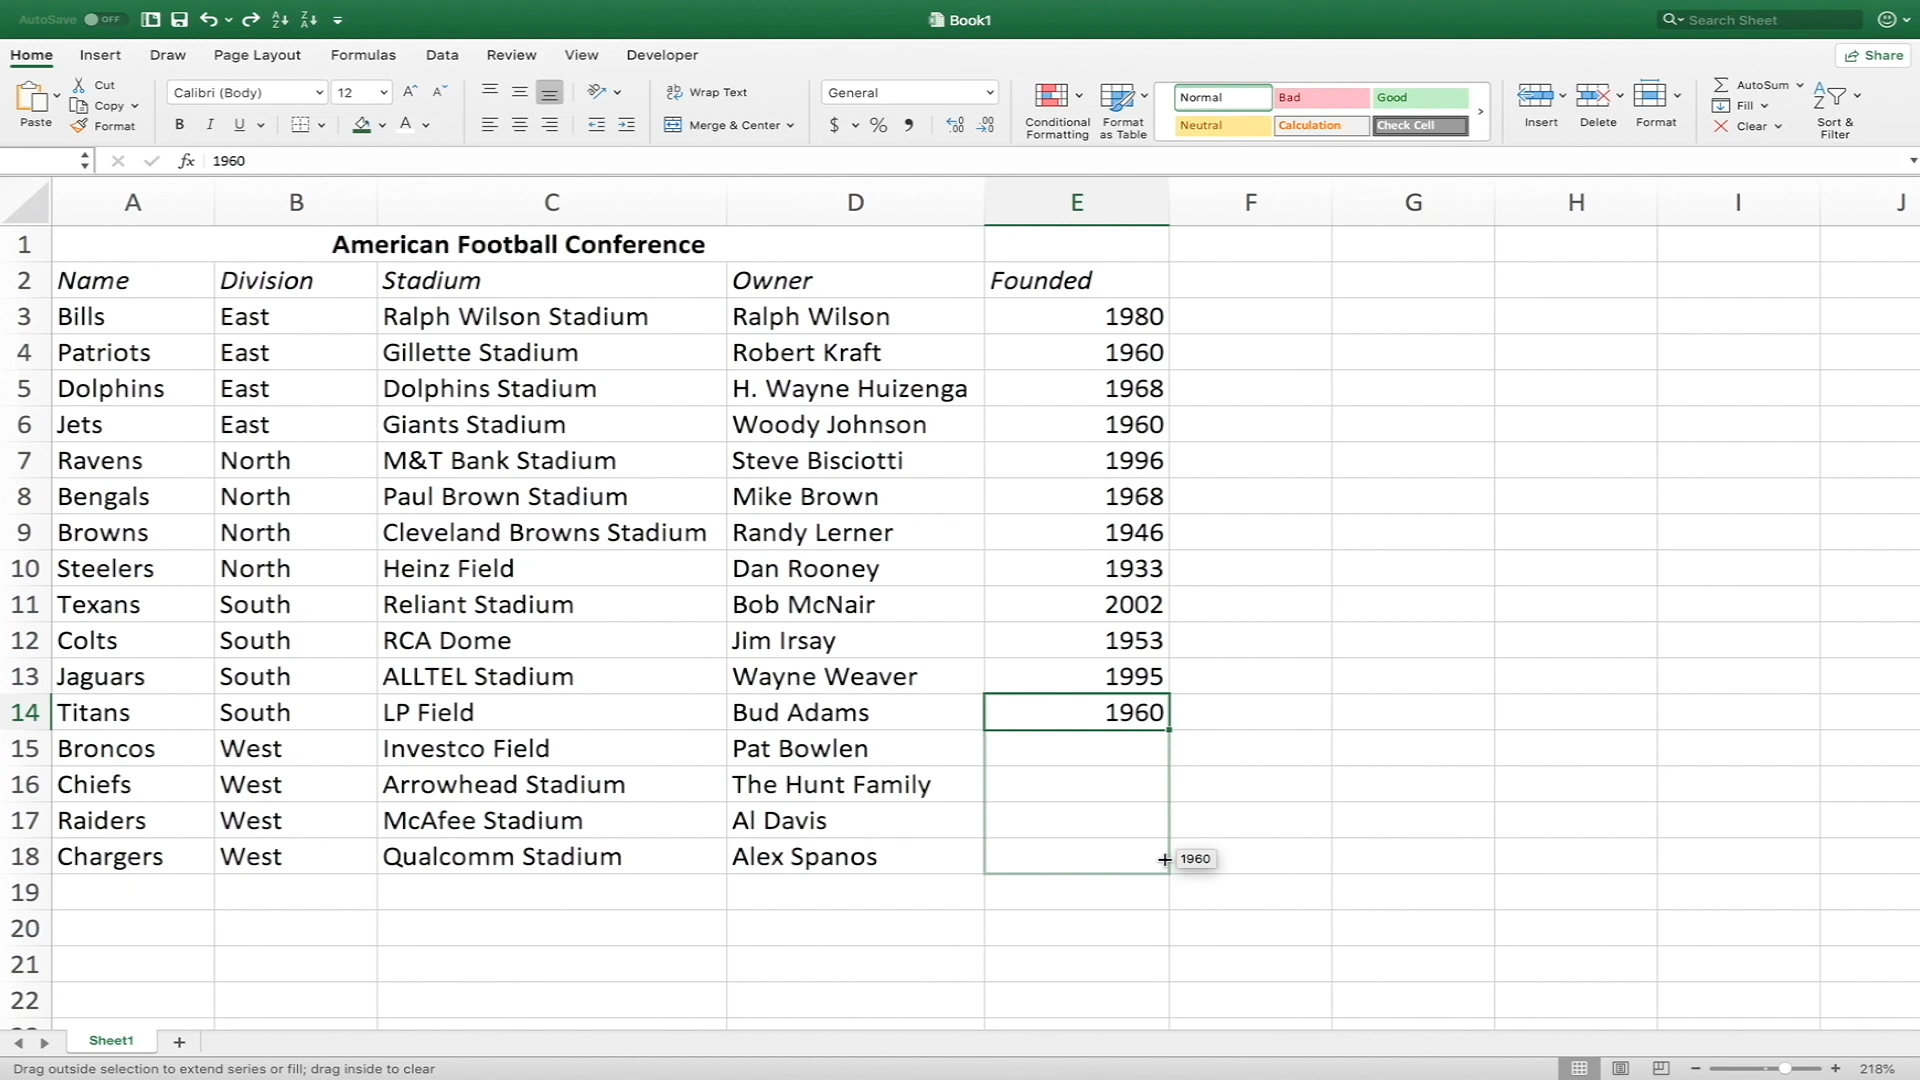 AutoSave OFF Book1 Search Sheet
Home Insert Draw Page Layout Formulas Data Review View Developer Share
Paste Cut Copy Format
Calibri (Body) 12 A A
B I U A
Wrap Text
Merge & Center
General
$ % , .00 .0
Conditional Formatting
Format as Table
Normal Bad Good
Neutral Calculation Check Cell
Insert Delete Format
AutoSum
Fill
Clear
Sort & Filter
fx 1960
A B C D E F G H I J
1 American Football Conference
2 Name Division Stadium Owner Founded
3 Bills East Ralph Wilson Stadium Ralph Wilson 1980
4 Patriots East Gillette Stadium Robert Kraft 1960
5 Dolphins East Dolphins Stadium H. Wayne Huizenga 1968
6 Jets East Giants Stadium Woody Johnson 1960
7 Ravens North M&T Bank Stadium Steve Bisciotti 1996
8 Bengals North Paul Brown Stadium Mike Brown 1968
9 Browns North Cleveland Browns Stadium Randy Lerner 1946
10 Steelers North Heinz Field Dan Rooney 1933
11 Texans South Reliant Stadium Bob McNair 2002
12 Colts South RCA Dome Jim Irsay 1953
13 Jaguars South ALLTEL Stadium Wayne Weaver 1995
14 Titans South LP Field Bud Adams 1960
15 Broncos West Investco Field Pat Bowlen
16 Chiefs West Arrowhead Stadium The Hunt Family
17 Raiders West McAfee Stadium Al Davis
18 Chargers West Qualcomm Stadium Alex Spanos 1960
19
20
21
22
Sheet1
Drag outside selection to extend series or fill; drag inside to clear 218%